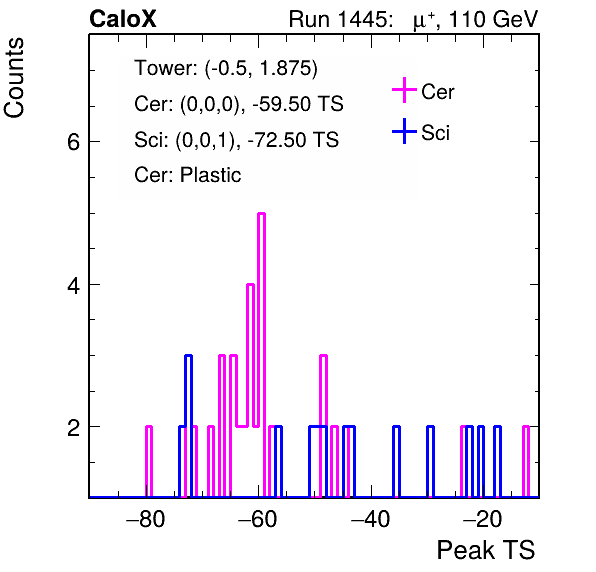 CaloX Run 1445: μ⁺, 110 GeV
Counts
Tower: (-0.5, 1.875)
Cer: (0,0,0), -59.50 TS
Sci: (0,0,1), -72.50 TS
Cer: Plastic
Cer
Sci
6
4
2
−80 −60 −40 −20
Peak TS